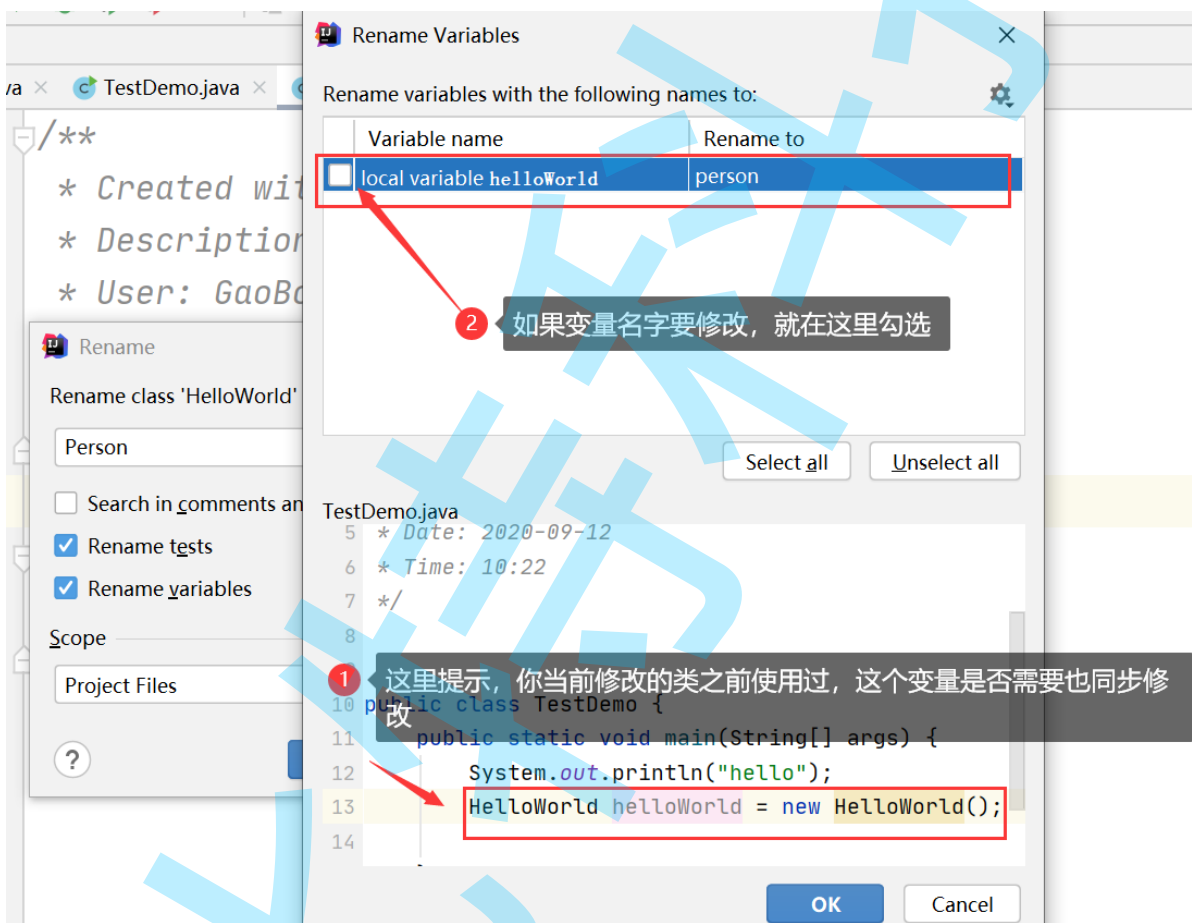 Rename Variables
va
TestDemo.java
Rename variables with the following names to:
/**
Variable name
Rename to
* Created wit
local variable helloWorld
person
* Description
* User: GaoBo
2
如果变量名字要修改，就在这里勾选
Rename
Rename class 'HelloWorld'
Person
Select all
Unselect all
Search in comments an
TestDemo.java
5 * Date: 2020-09-12
Rename tests
6 * Time: 10:22
Rename variables
7 */
8
Scope
1
这里提示，你当前修改的类之前使用过，这个变量是否需要也同步修
改
Project Files
10 public class TestDemo {
11 public static void main(String[] args) {
?
12 System.out.println("hello");
13 HelloWorld helloWorld = new HelloWorld();
14
OK
Cancel